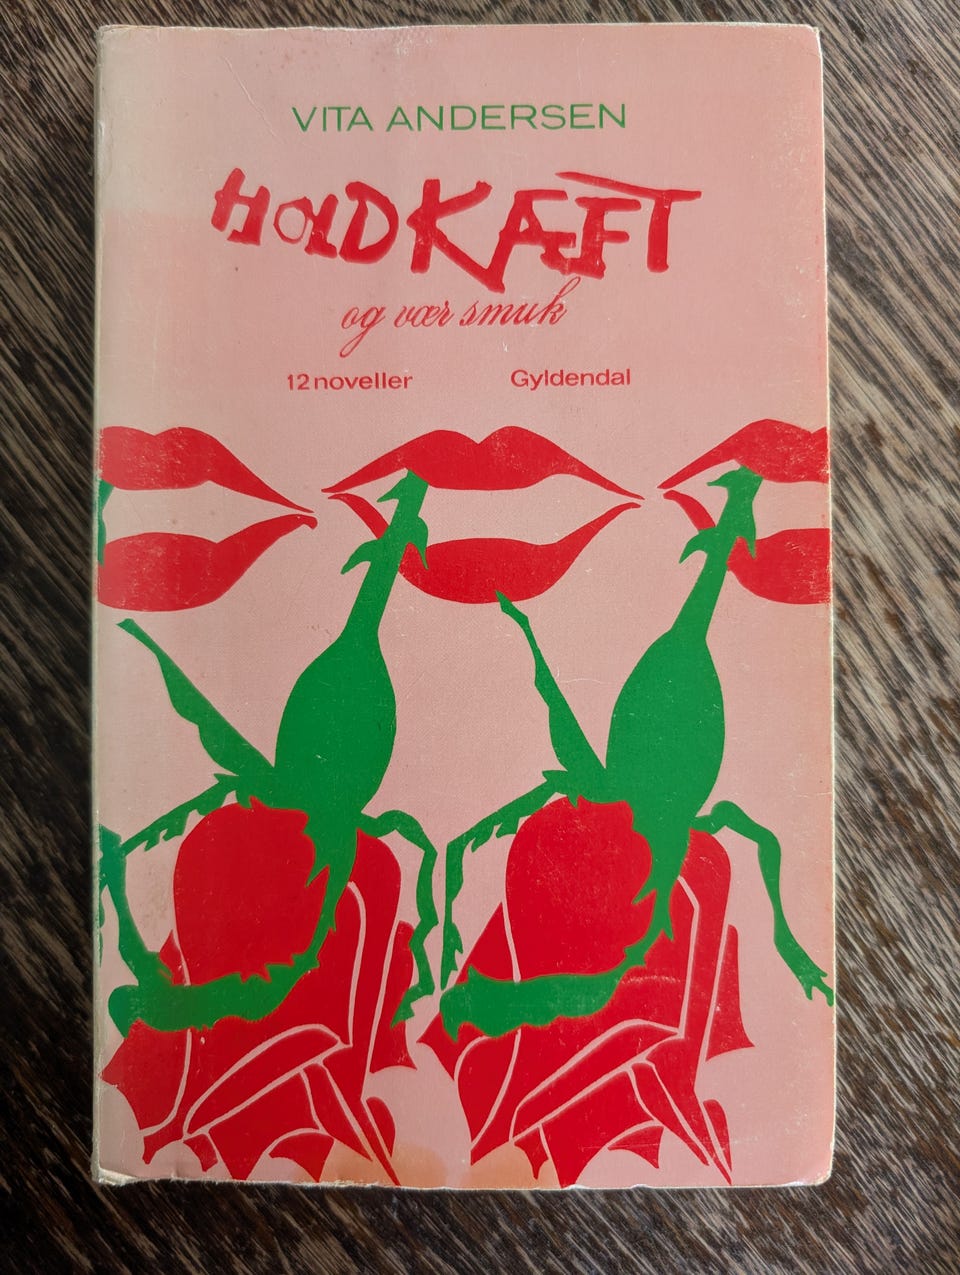 VITA ANDERSEN
HOLD KÆFT
og vær smuk
12 noveller Gyldendal